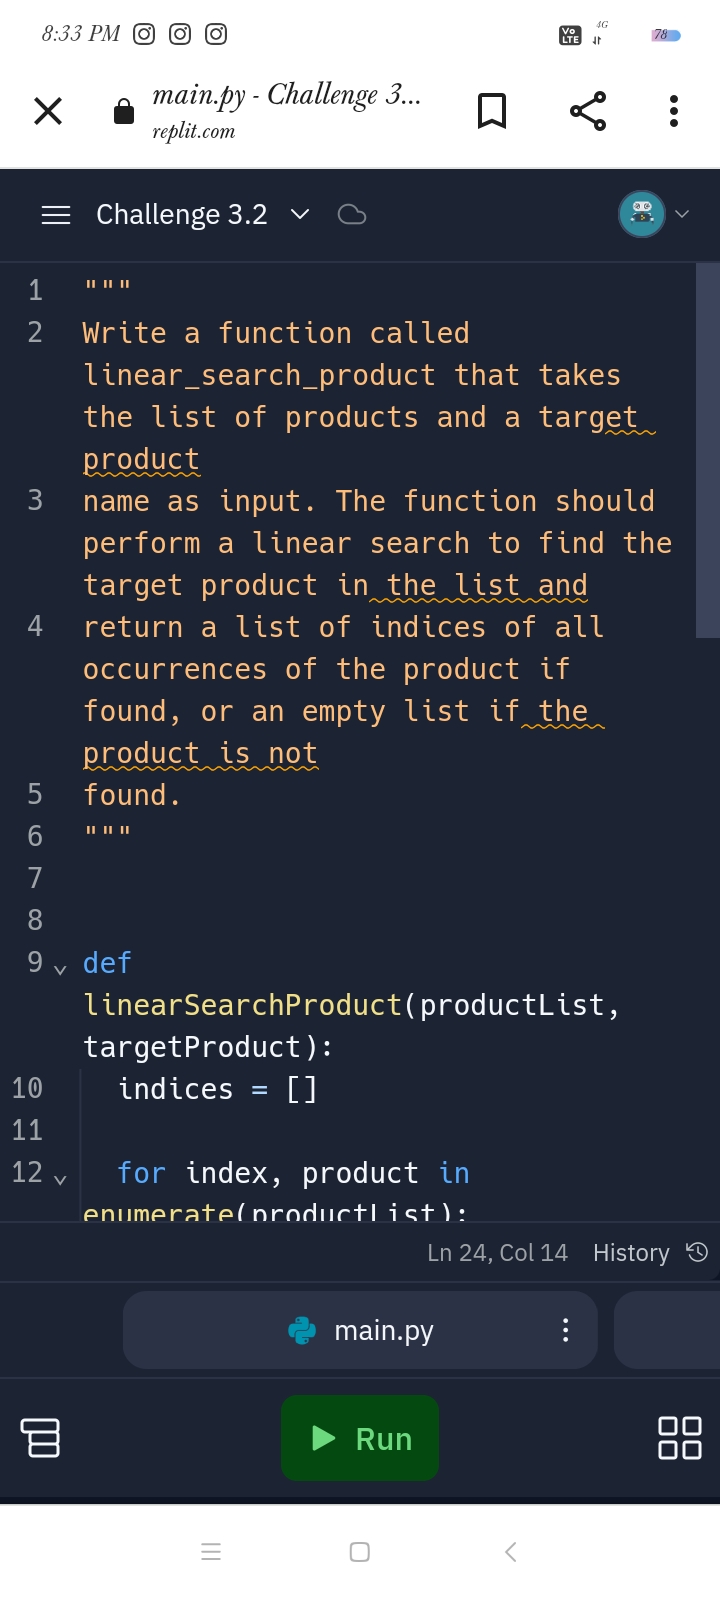 8:33 PM Vo LTE 4G 78
main.py - Challenge 3...
replit.com
Challenge 3.2
1 """
2 Write a function called
linear_search_product that takes
the list of products and a target
product
3 name as input. The function should
perform a linear search to find the
target product in the list and
4 return a list of indices of all
occurrences of the product if
found, or an empty list if the
product is not
5 found.
6 """
7
8
9 def
linearSearchProduct(productList,
targetProduct):
10 indices = []
11
12 for index, product in
enumerate(productList):
Ln 24, Col 14 History
main.py
Run